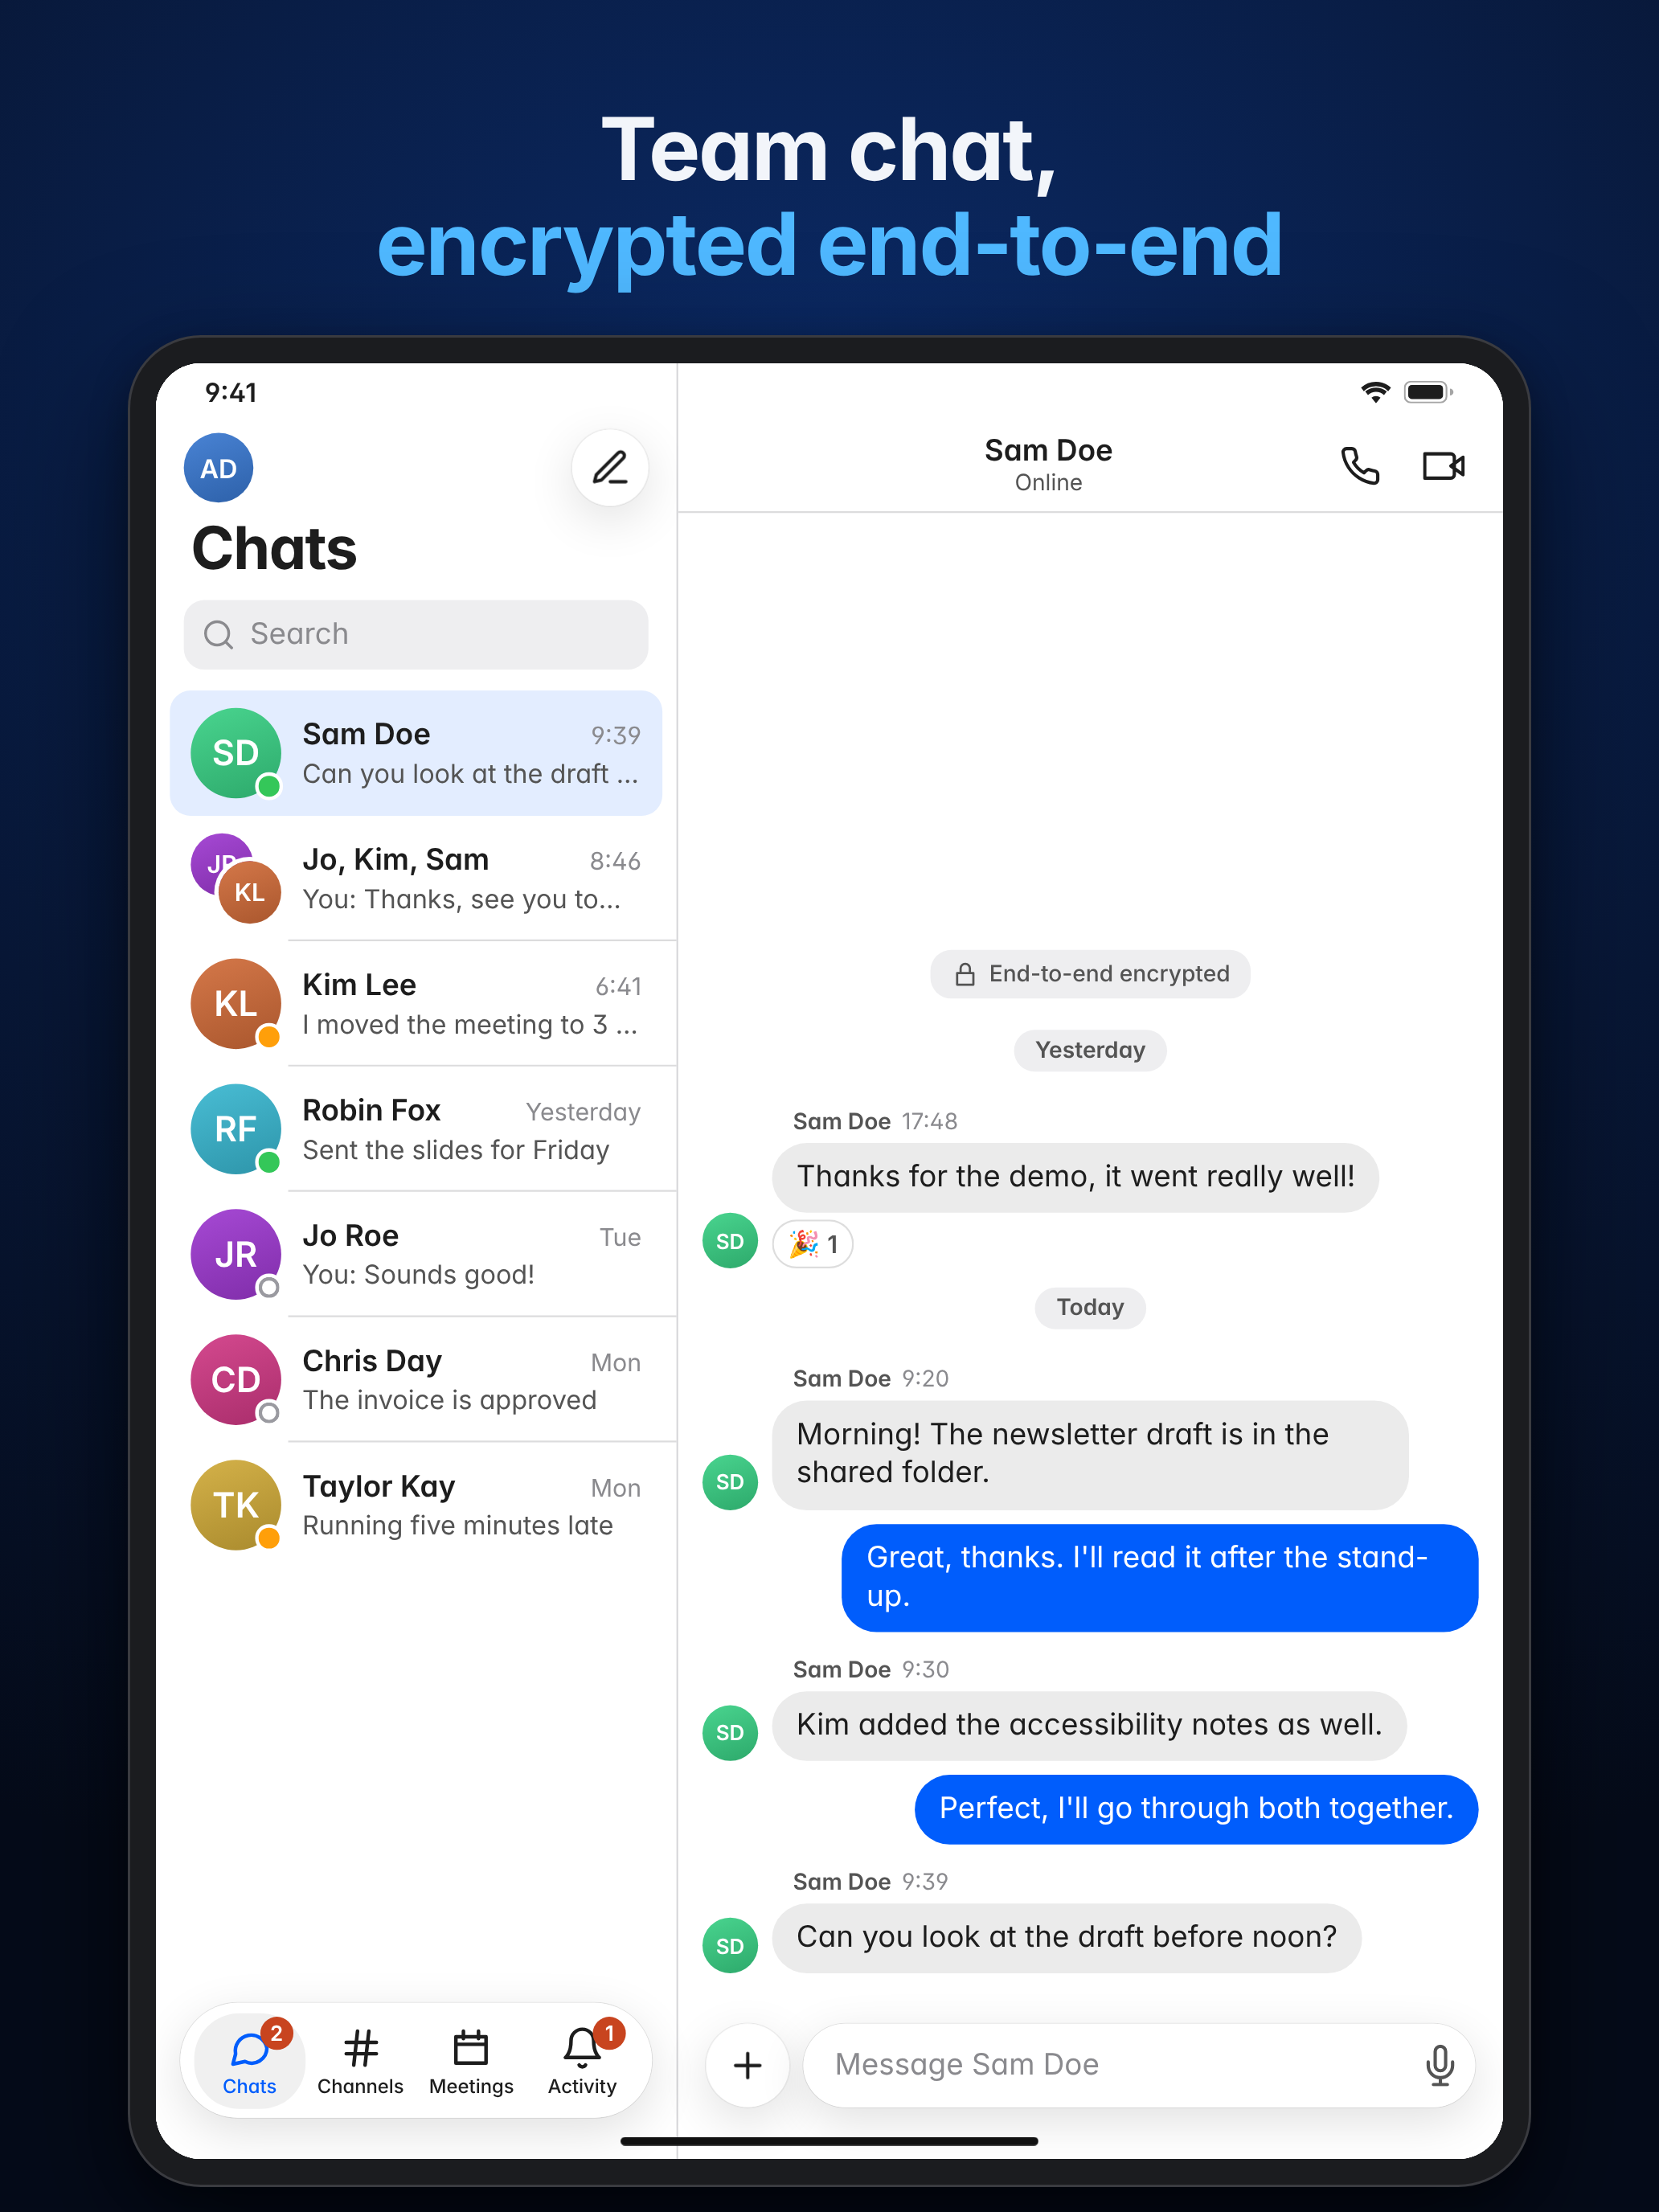 Team chat,
encrypted end-to-end
9:41
AD
Chats
Search
SD
Sam Doe 9:39
Can you look at the draft ...
KL
Jo, Kim, Sam 8:46
You: Thanks, see you to...
KL
Kim Lee 6:41
I moved the meeting to 3 ...
RF
Robin Fox Yesterday
Sent the slides for Friday
JR
Jo Roe Tue
You: Sounds good!
CD
Chris Day Mon
The invoice is approved
TK
Taylor Kay Mon
Running five minutes late
2
1
Chats Channels Meetings Activity
Sam Doe
Online
End-to-end encrypted
Yesterday
Sam Doe 17:48
Thanks for the demo, it went really well!
SD
🎉 1
Today
Sam Doe 9:20
Morning! The newsletter draft is in the
shared folder.
SD
Great, thanks. I'll read it after the stand-
up.
Sam Doe 9:30
Kim added the accessibility notes as well.
SD
Perfect, I'll go through both together.
Sam Doe 9:39
Can you look at the draft before noon?
SD
Message Sam Doe